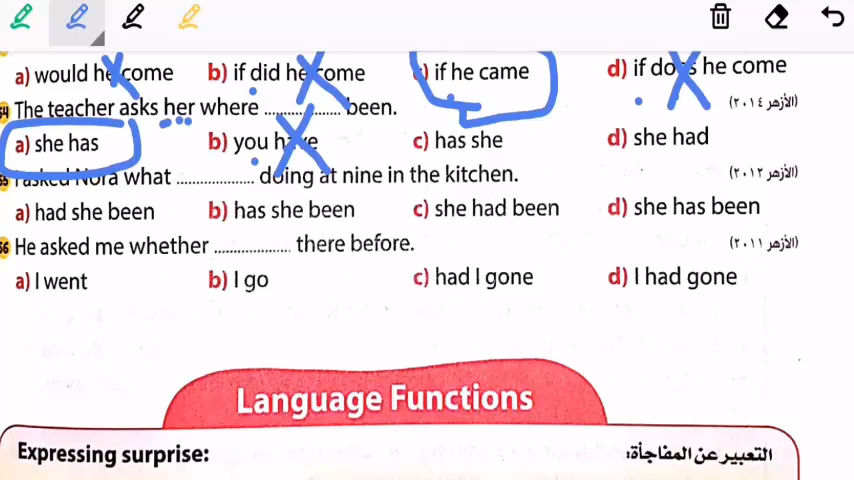 a) would he come b) if did he come c) if he came d) if does he come
54 The teacher asks her where .................... been. (الأزهر ٢٠١٤)
a) she has b) you have c) has she d) she had
55 I asked Nora what .................... doing at nine in the kitchen. (الأزهر ٢٠١٢)
a) had she been b) has she been c) she had been d) she has been
56 He asked me whether .................... there before. (الأزهر ٢٠١١)
a) I went b) I go c) had I gone d) I had gone
Language Functions
Expressing surprise: التعبير عن المفاجأة: